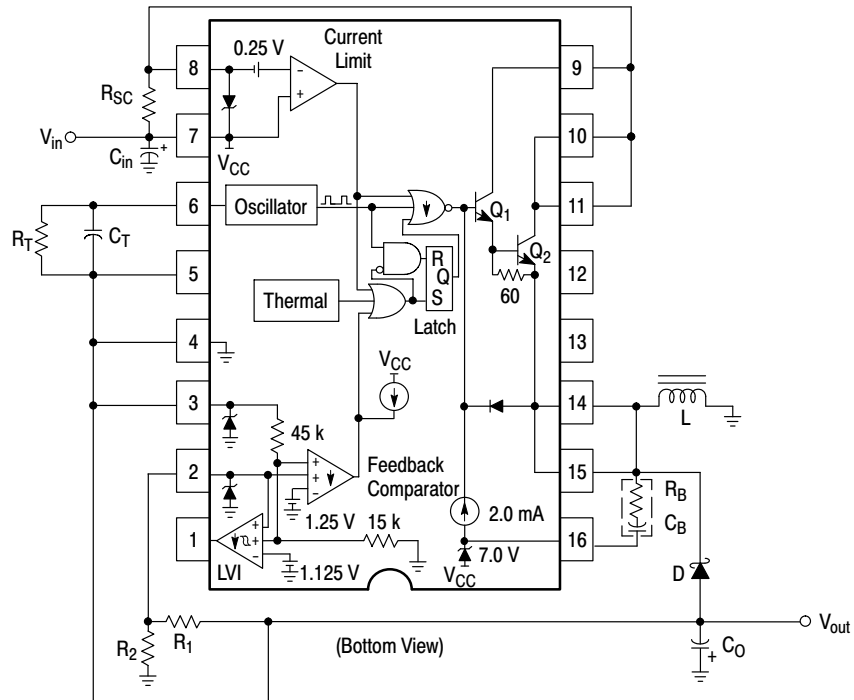 Current
Limit
0.25 V
8
−
+
9
R_SC
V_in
7
10
C_in
+
V_CC
6
Oscillator
Q_1
11
R_T
C_T
R
Q
S
Q_2
5
60
12
Thermal
Latch
4
13
V_CC
3
14
L
45 k
2
+
+
−
Feedback
Comparator
15
R_B
C_B
1.25 V
15 k
2.0 mA
1
+
+
−
16
7.0 V
LVI
1.125 V
V_CC
D
R_2
R_1
(Bottom View)
V_out
C_O
+